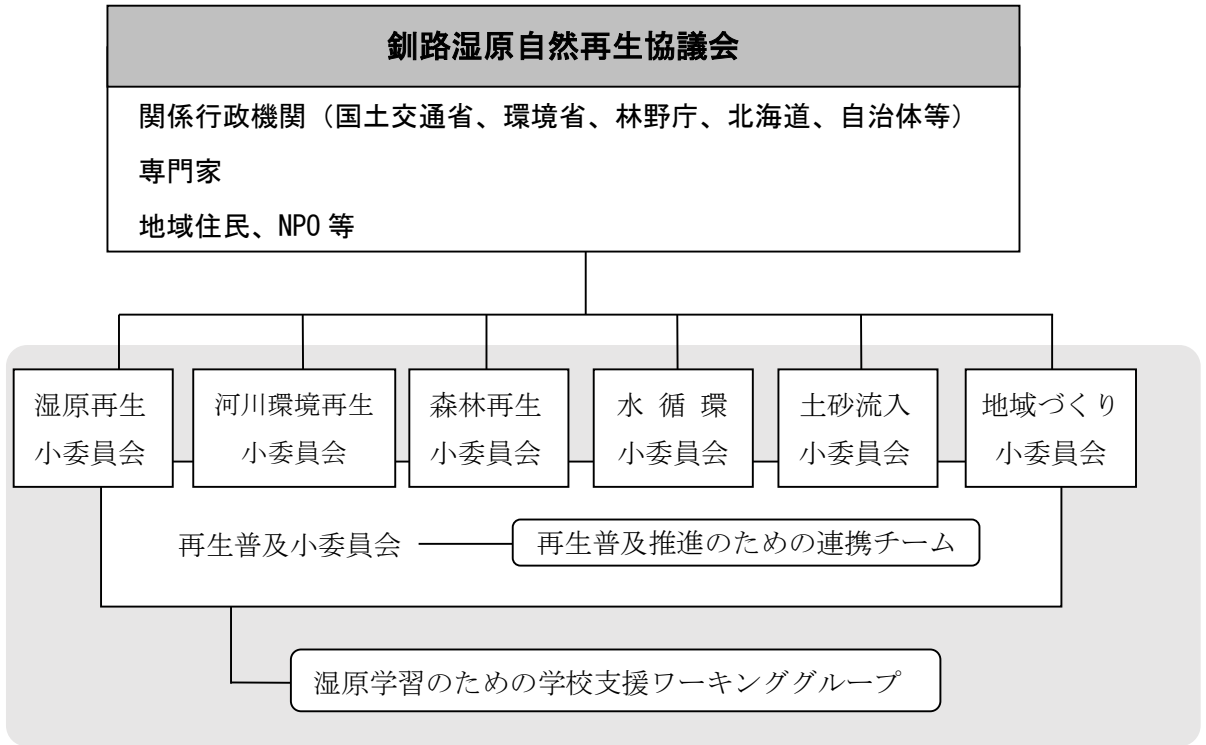 釧路湿原自然再生協議会
関係行政機関（国土交通省、環境省、林野庁、北海道、自治体等）
専門家
地域住民、NPO 等
湿原再生
小委員会
河川環境再生
小委員会
森林再生
小委員会
水 循 環
小委員会
土砂流入
小委員会
地域づくり
小委員会
再生普及小委員会
再生普及推進のための連携チーム
湿原学習のための学校支援ワーキンググループ